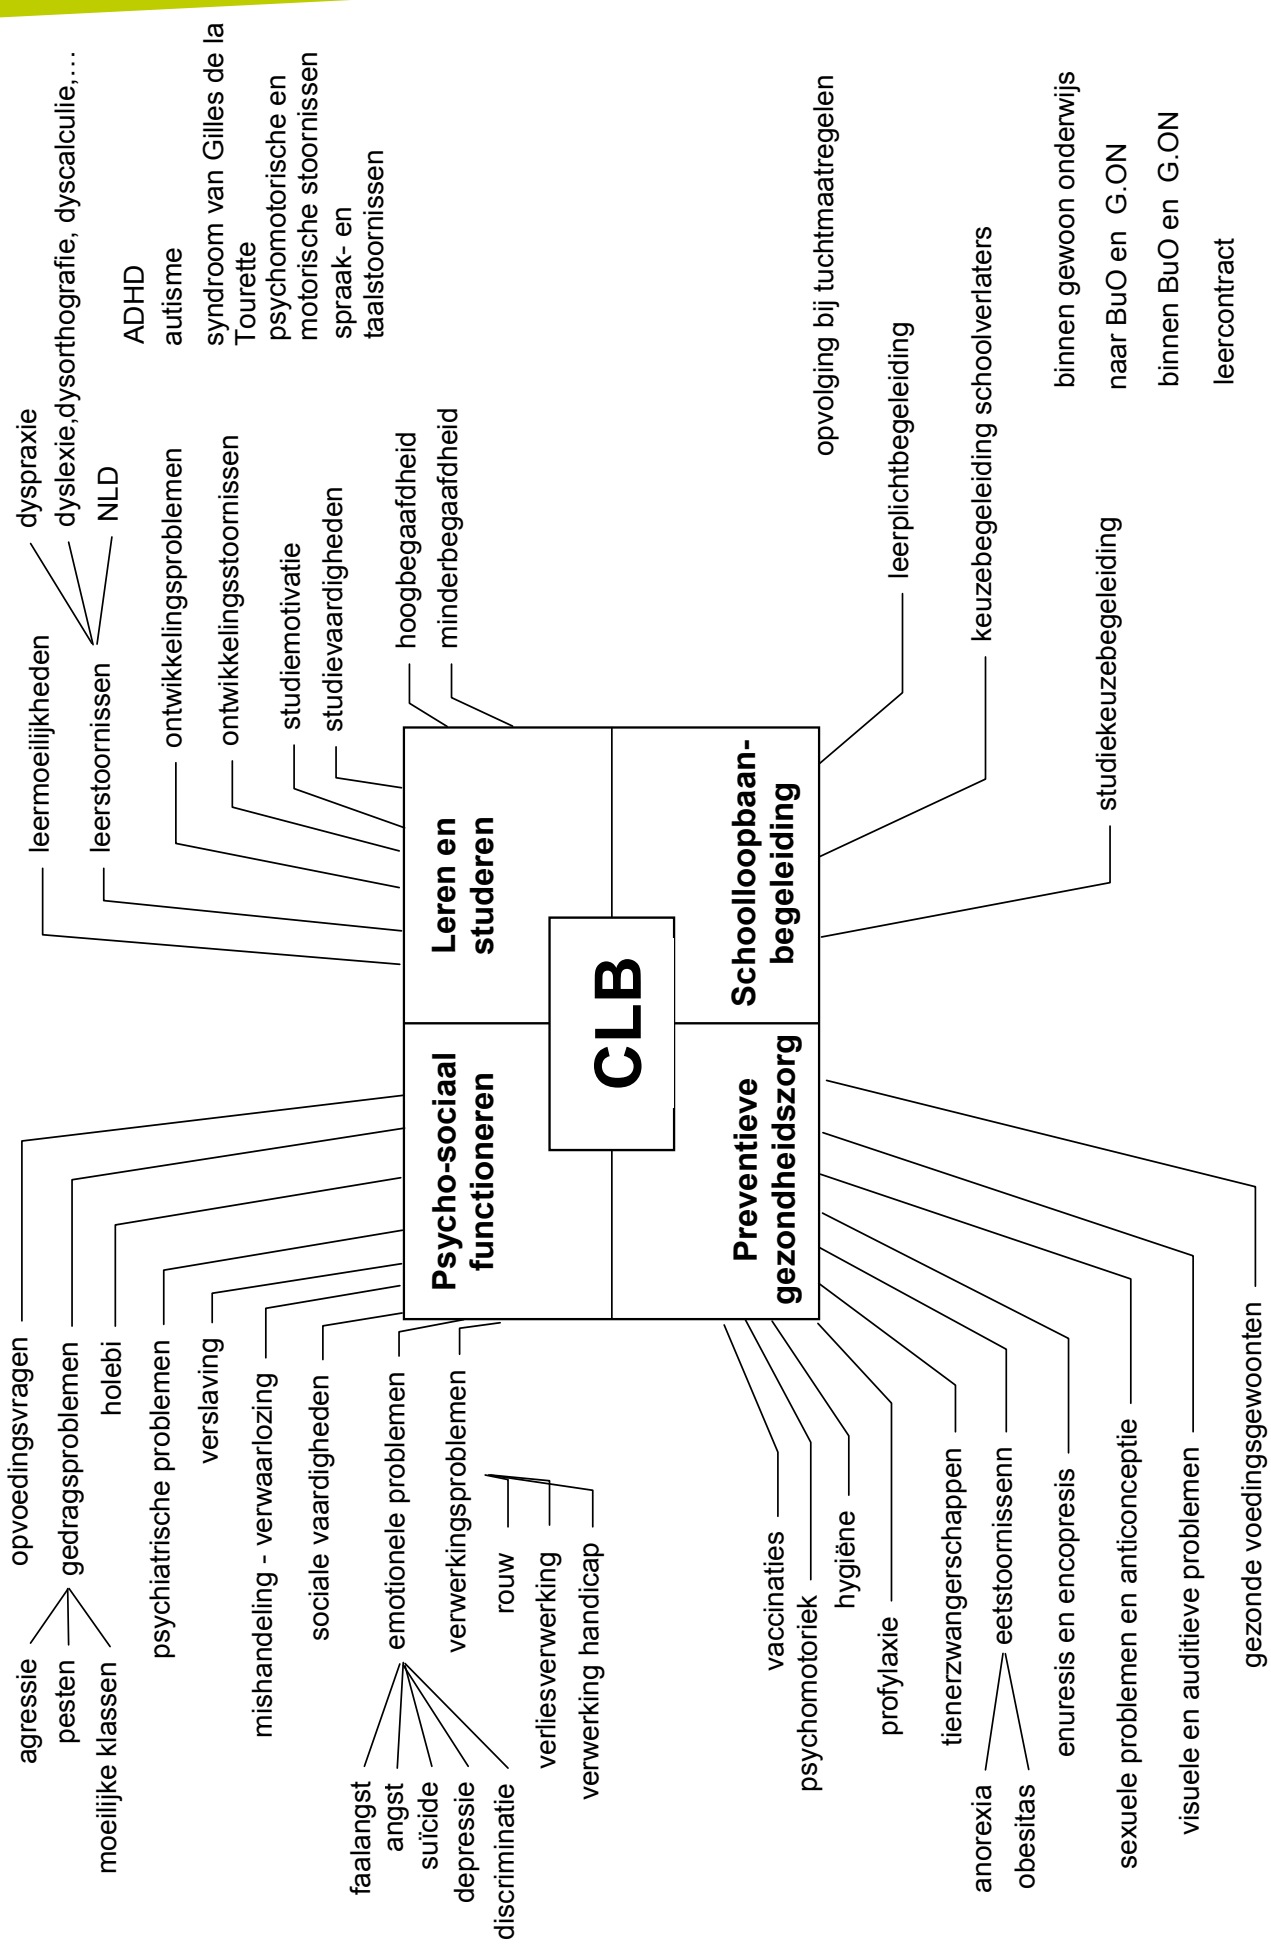 opvoedingsvragen
agressie
pesten
moeilijke klassen
gedragsproblemen
holebi
psychiatrische problemen
verslaving
mishandeling - verwaarlozing
sociale vaardigheden
emotionele problemen
faalangst
angst
suïcide
depressie
discriminatie
verwerkingsproblemen
rouw
verliesverwerking
verwerking handicap
Psycho-sociaal
functioneren
leermoeilijkheden
leerstoornissen
dyspraxie
dyslexie,dysorthografie, dyscalculie,…
NLD
ontwikkelingsproblemen
ontwikkelingsstoornissen
ADHD
autisme
syndroom van Gilles de la
Tourette
psychomotorische en
motorische stoornissen
spraak- en
taalstoornissen
studiemotivatie
studievaardigheden
hoogbegaafdheid
minderbegaafdheid
Leren en
studeren
CLB
Preventieve
gezondheidszorg
vaccinaties
psychomotoriek
hygiëne
profylaxie
tienerzwangerschappen
eetstoornissenn
anorexia
obesitas
enuresis en encopresis
sexuele problemen en anticonceptie
visuele en auditieve problemen
gezonde voedingsgewoonten
Schoolloopbaan-
begeleiding
opvolging bij tuchtmaatregelen
leerplichtbegeleiding
keuzebegeleiding schoolverlaters
studiekeuzebegeleiding
binnen gewoon onderwijs
naar BuO en  G.ON
binnen BuO en  G.ON
leercontract